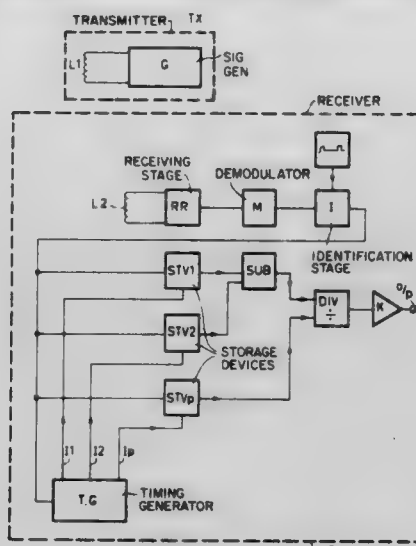 TRANSMITTER TX
L1
G
SIG
GEN
RECEIVER
RECEIVING
STAGE
DEMODULATOR
L2
RR
M
I
IDENTIFICATION
STAGE
STV1
SUB
O/P
DIV
÷
K
STV2
STORAGE
DEVICES
STVp
I1
I2
Ip
T.G
TIMING
GENERATOR